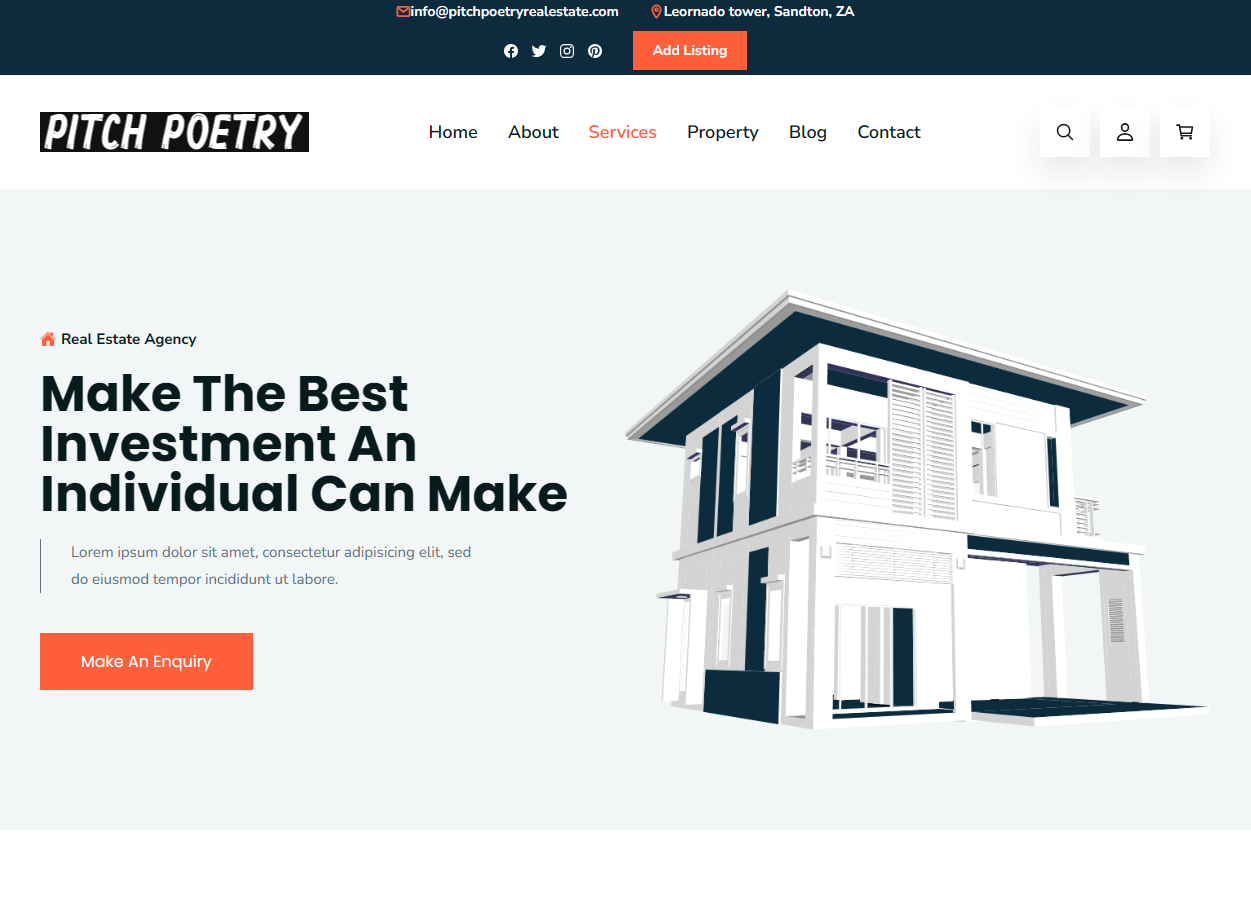 info@pitchpoetryrealestate.com Leornado tower, Sandton, ZA
Add Listing
PITCH POETRY Home About Services Property Blog Contact
Real Estate Agency
Make The Best
Investment An
Individual Can Make
Lorem ipsum dolor sit amet, consectetur adipisicing elit, sed
do eiusmod tempor incididunt ut labore.
Make An Enquiry